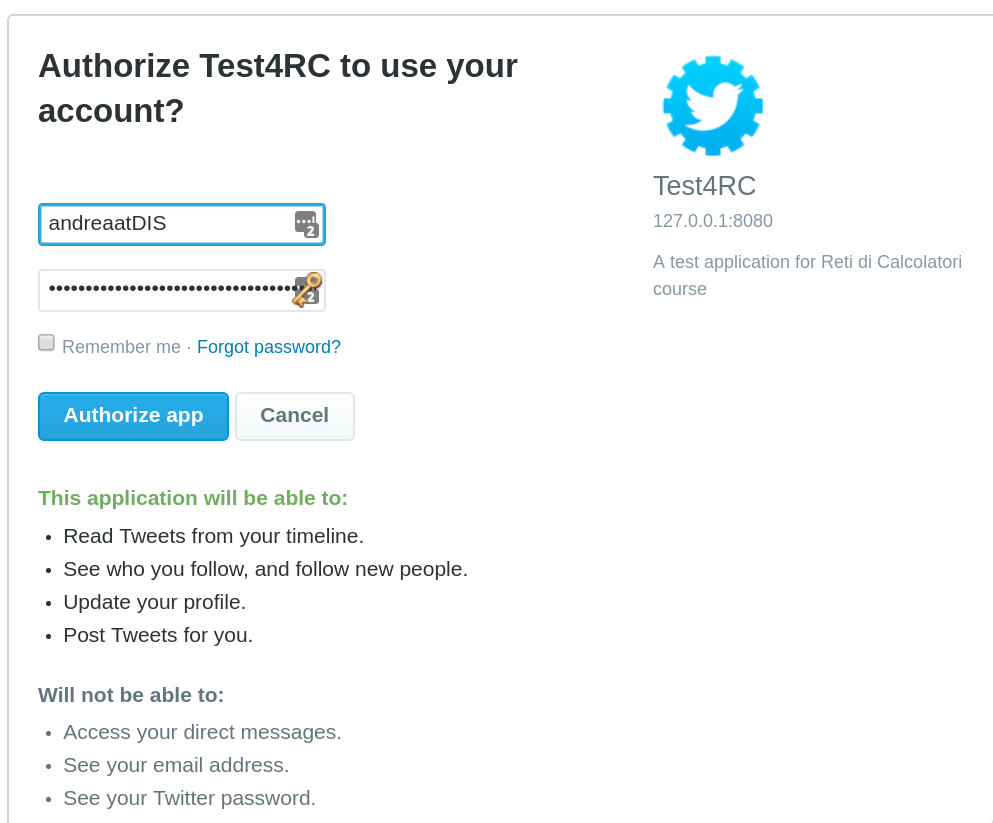 Authorize Test4RC to use your
account?
andreaatDIS
2
••••••••••••••••••••••••••••••••••
2
Remember me · Forgot password?
Authorize app
Cancel
This application will be able to:
• Read Tweets from your timeline.
• See who you follow, and follow new people.
• Update your profile.
• Post Tweets for you.
Will not be able to:
• Access your direct messages.
• See your email address.
• See your Twitter password.
Test4RC
127.0.0.1:8080
A test application for Reti di Calcolatori
course